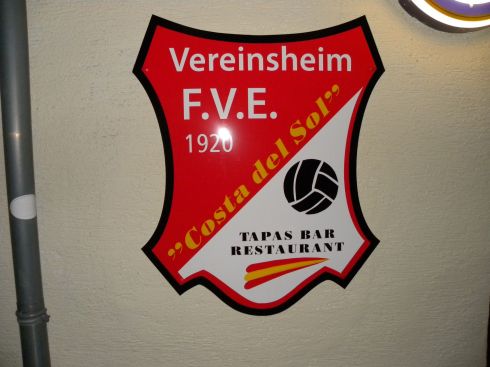 Vereinsheim
F.V.E.
1920
"Costa del Sol"
TAPAS BAR
RESTAURANT